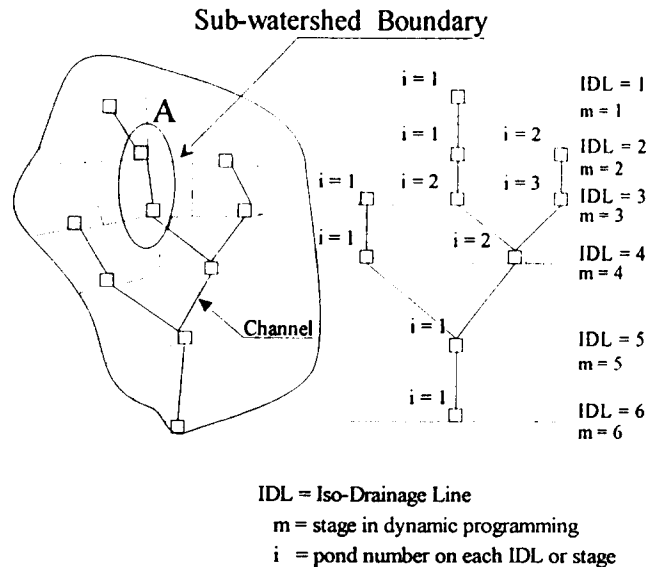 Sub-watershed Boundary
A
Channel
i = 1
IDL = 1
m = 1
i = 1
i = 2
IDL = 2
m = 2
i = 1
i = 2
i = 3
IDL = 3
m = 3
i = 1
i = 2
IDL = 4
m = 4
i = 1
IDL = 5
m = 5
i = 1
IDL = 6
m = 6
IDL = Iso-Drainage Line
m = stage in dynamic programming
i = pond number on each IDL or stage